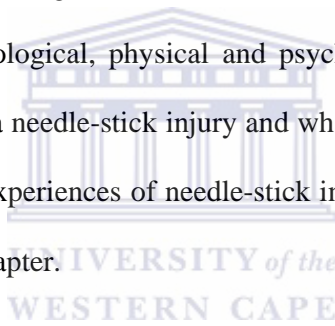 ological, physical and psych
a needle-stick injury and wh
xperiences of needle-stick in
apter.
UNIVERSITY of the
WESTERN CAPE